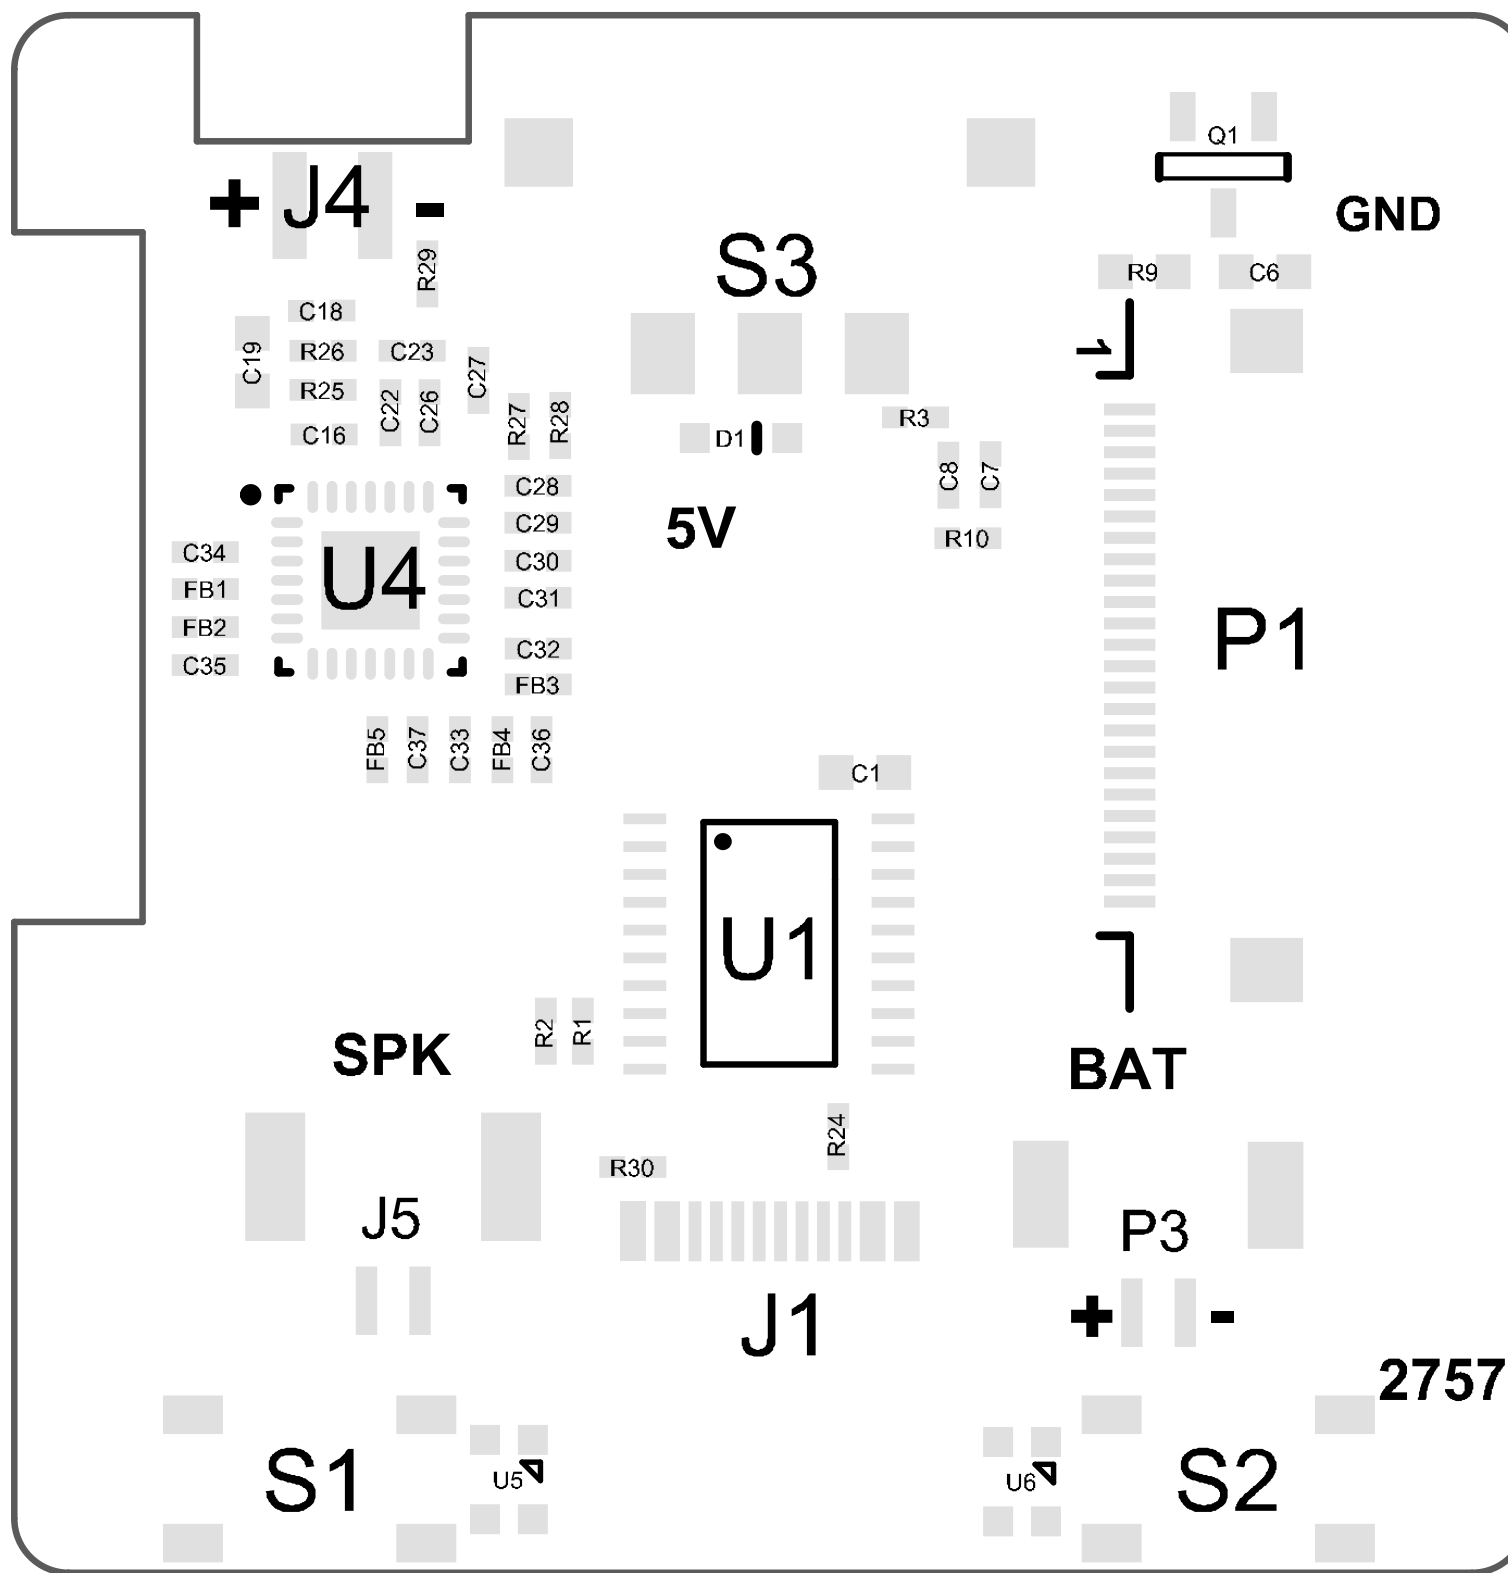 Q1
+ J4 -
GND
S3
R29
R9
C6
C18
C19
R26
C23
C27
1
R25
C22
C26
R27
R28
R3
C16
D1
C8
C7
C28
5V
C29
R10
C34
C30
U4
FB1
C31
FB2
P1
C32
C35
FB3
FB5
C37
C33
FB4
C36
C1
U1
R2
R1
SPK
BAT
R24
R30
J5
P3
+ -
J1
2757
S1
U5
U6
S2